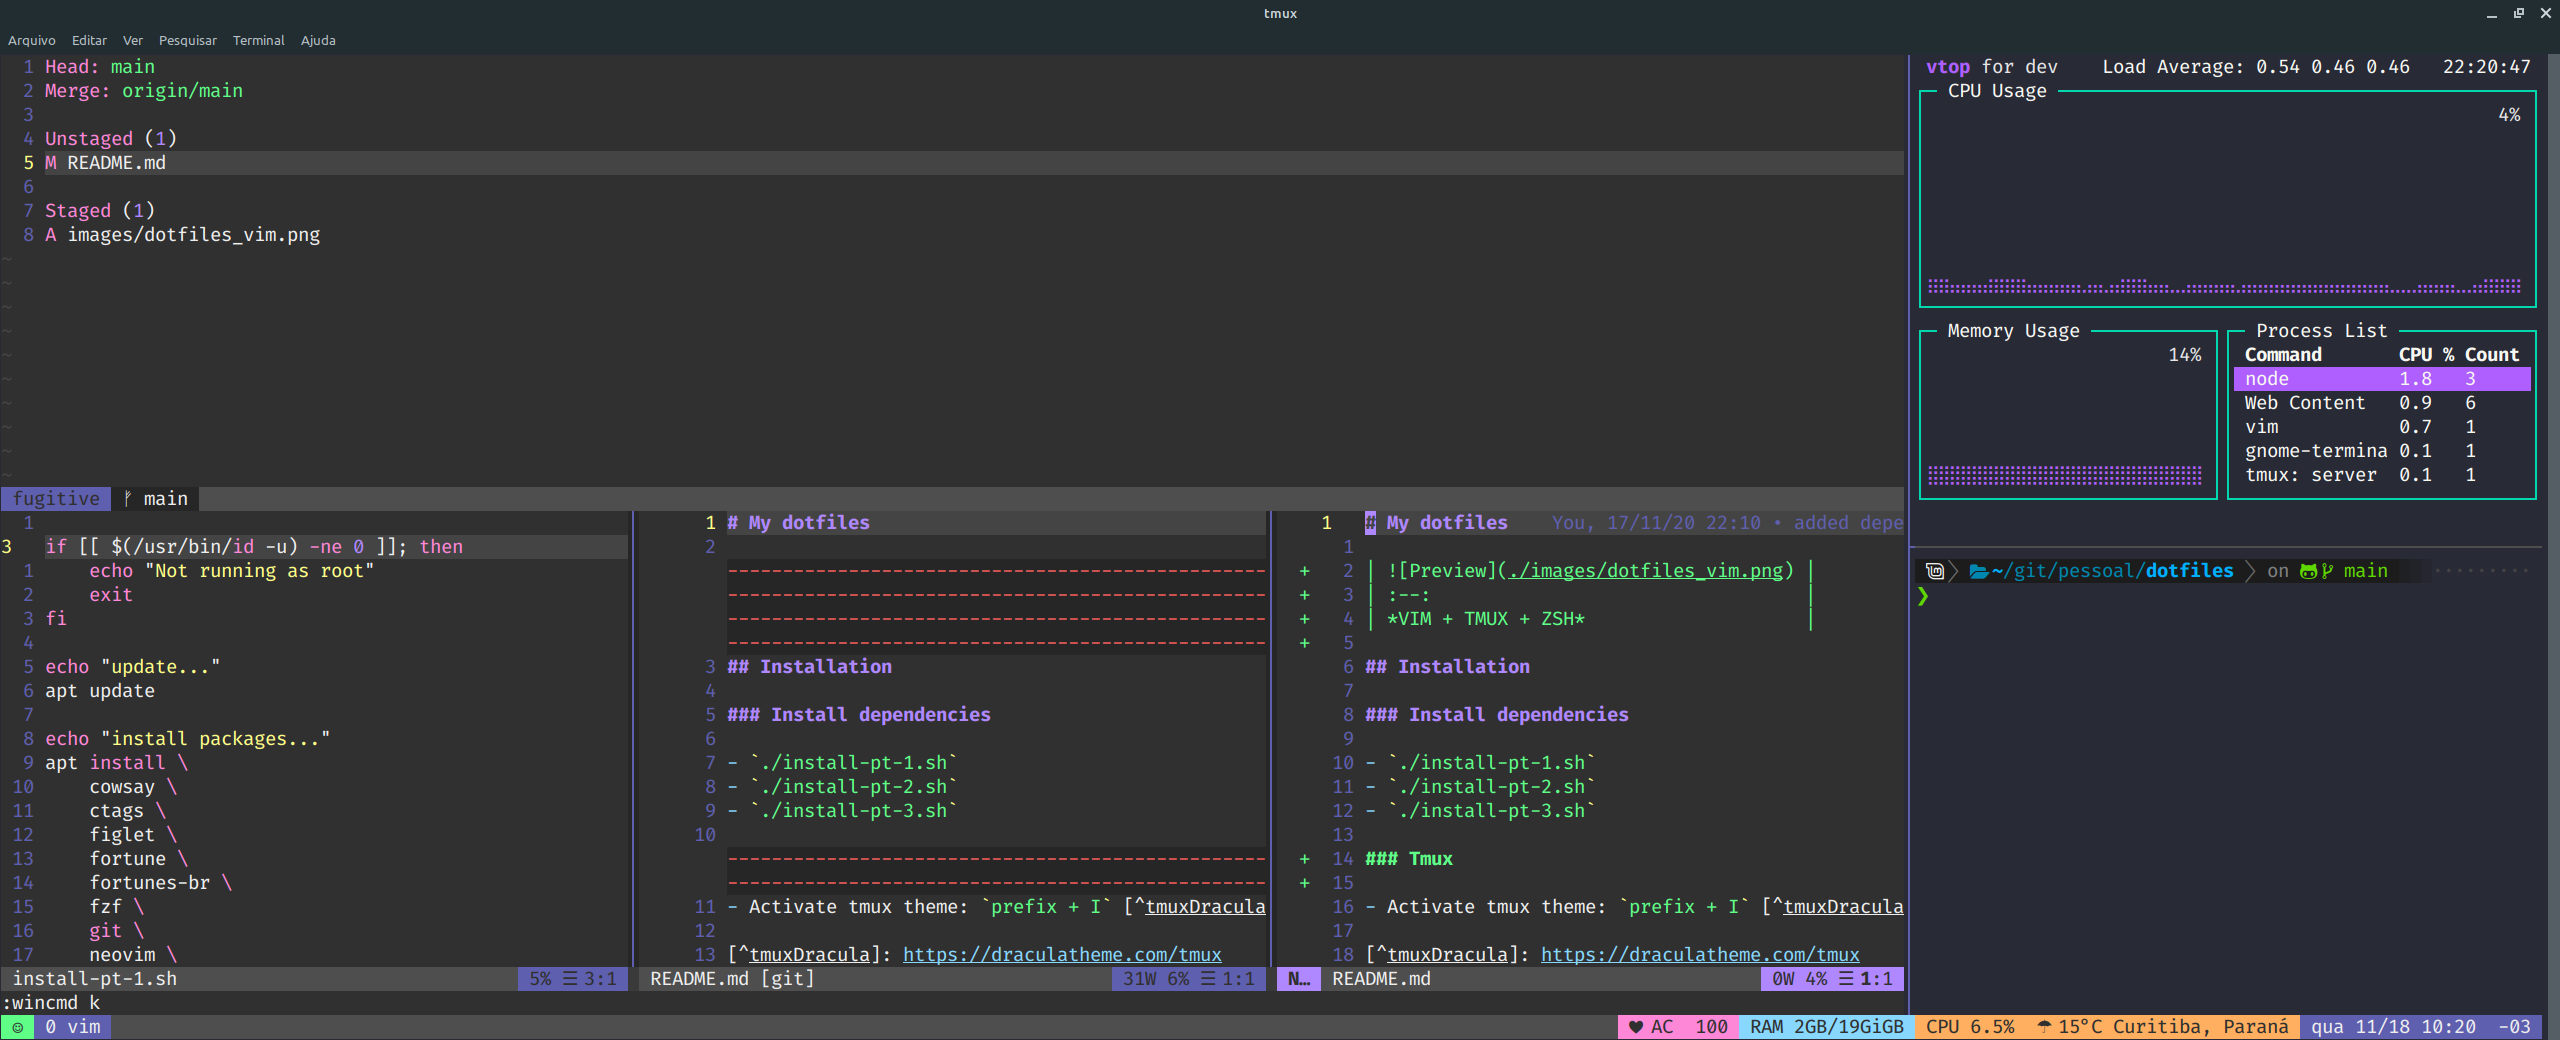 tmux
Arquivo Editar Ver Pesquisar Terminal Ajuda
1 Head: main
2 Merge: origin/main
3
4 Unstaged (1)
5 M README.md
6
7 Staged (1)
8 A images/dotfiles_vim.png
~
~
~
~
~
~
~
~
~
~
fugitive main
1
3 if [[ $(/usr/bin/id -u) -ne 0 ]]; then
1 echo "Not running as root"
2 exit
3 fi
4
5 echo "update..."
6 apt update
7
8 echo "install packages..."
9 apt install \
10 cowsay \
11 ctags \
12 figlet \
13 fortune \
14 fortunes-br \
15 fzf \
16 git \
17 neovim \
install-pt-1.sh 5% ☰ 3:1
1 # My dotfiles
2
------------------------------------------------
------------------------------------------------
------------------------------------------------
------------------------------------------------
3 ## Installation
4
5 ### Install dependencies
6
7 - `./install-pt-1.sh`
8 - `./install-pt-2.sh`
9 - `./install-pt-3.sh`
10
------------------------------------------------
------------------------------------------------
11 - Activate tmux theme: `prefix + I` [^tmuxDracula
12
13 [^tmuxDracula]: https://draculatheme.com/tmux
README.md [git] 31W 6% ☰ 1:1
1 # My dotfiles You, 17/11/20 22:10 • added depe
1
+ 2 | ![Preview](./images/dotfiles_vim.png) |
+ 3 | :--: |
+ 4 | *VIM + TMUX + ZSH* |
+ 5
6 ## Installation
7
8 ### Install dependencies
9
10 - `./install-pt-1.sh`
11 - `./install-pt-2.sh`
12 - `./install-pt-3.sh`
13
+ 14 ### Tmux
+ 15
16 - Activate tmux theme: `prefix + I` [^tmuxDracula
17
18 [^tmuxDracula]: https://draculatheme.com/tmux
N… README.md 0W 4% ☰ 1:1
:wincmd k
vtop for dev Load Average: 0.54 0.46 0.46 22:20:47
CPU Usage
4%
Memory Usage
14%
Process List
Command CPU % Count
node 1.8 3
Web Content 0.9 6
vim 0.7 1
gnome-termina 0.1 1
tmux: server 0.1 1
~/git/pessoal/dotfiles on main
❯
☺ 0 vim ♥ AC 100 RAM 2GB/19GiGB CPU 6.5% ☂ 15°C Curitiba, Paraná qua 11/18 10:20 -03